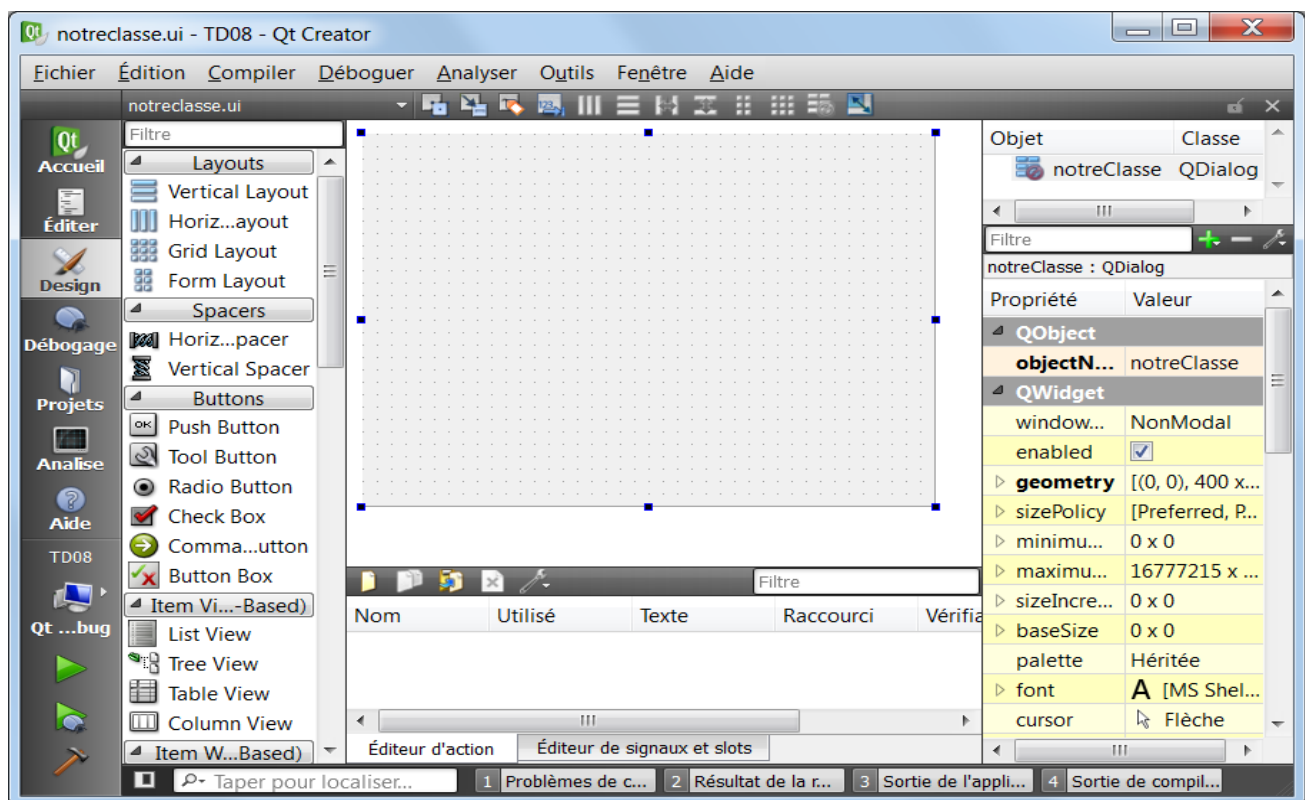 notreclasse.ui - TD08 - Qt Creator
Fichier Édition Compiler Déboguer Analyser Outils Fenêtre Aide
notreclasse.ui
Qt
Accueil
Éditer
Design
Débogage
Projets
Analise
Aide
TD08
Qt ...bug
Filtre
Layouts
Vertical Layout
Horiz...ayout
Grid Layout
Form Layout
Spacers
Horiz...pacer
Vertical Spacer
Buttons
OK Push Button
Tool Button
Radio Button
Check Box
Comma...utton
Button Box
Item Vi...-Based)
List View
Tree View
Table View
Column View
Item W...Based)
Filtre
Nom Utilisé Texte Raccourci Vérifia
Éditeur d'action Éditeur de signaux et slots
Objet Classe
notreClasse QDialog
Filtre
notreClasse : QDialog
Propriété Valeur
QObject
objectN... notreClasse
QWidget
window... NonModal
enabled
geometry [(0, 0), 400 x...
sizePolicy [Preferred, P...
minimu... 0 x 0
maximu... 16777215 x ...
sizeIncre... 0 x 0
baseSize 0 x 0
palette Héritée
font A [MS Shel...
cursor Flèche
Taper pour localiser...
1 Problèmes de c... 2 Résultat de la r... 3 Sortie de l'appli... 4 Sortie de compil...